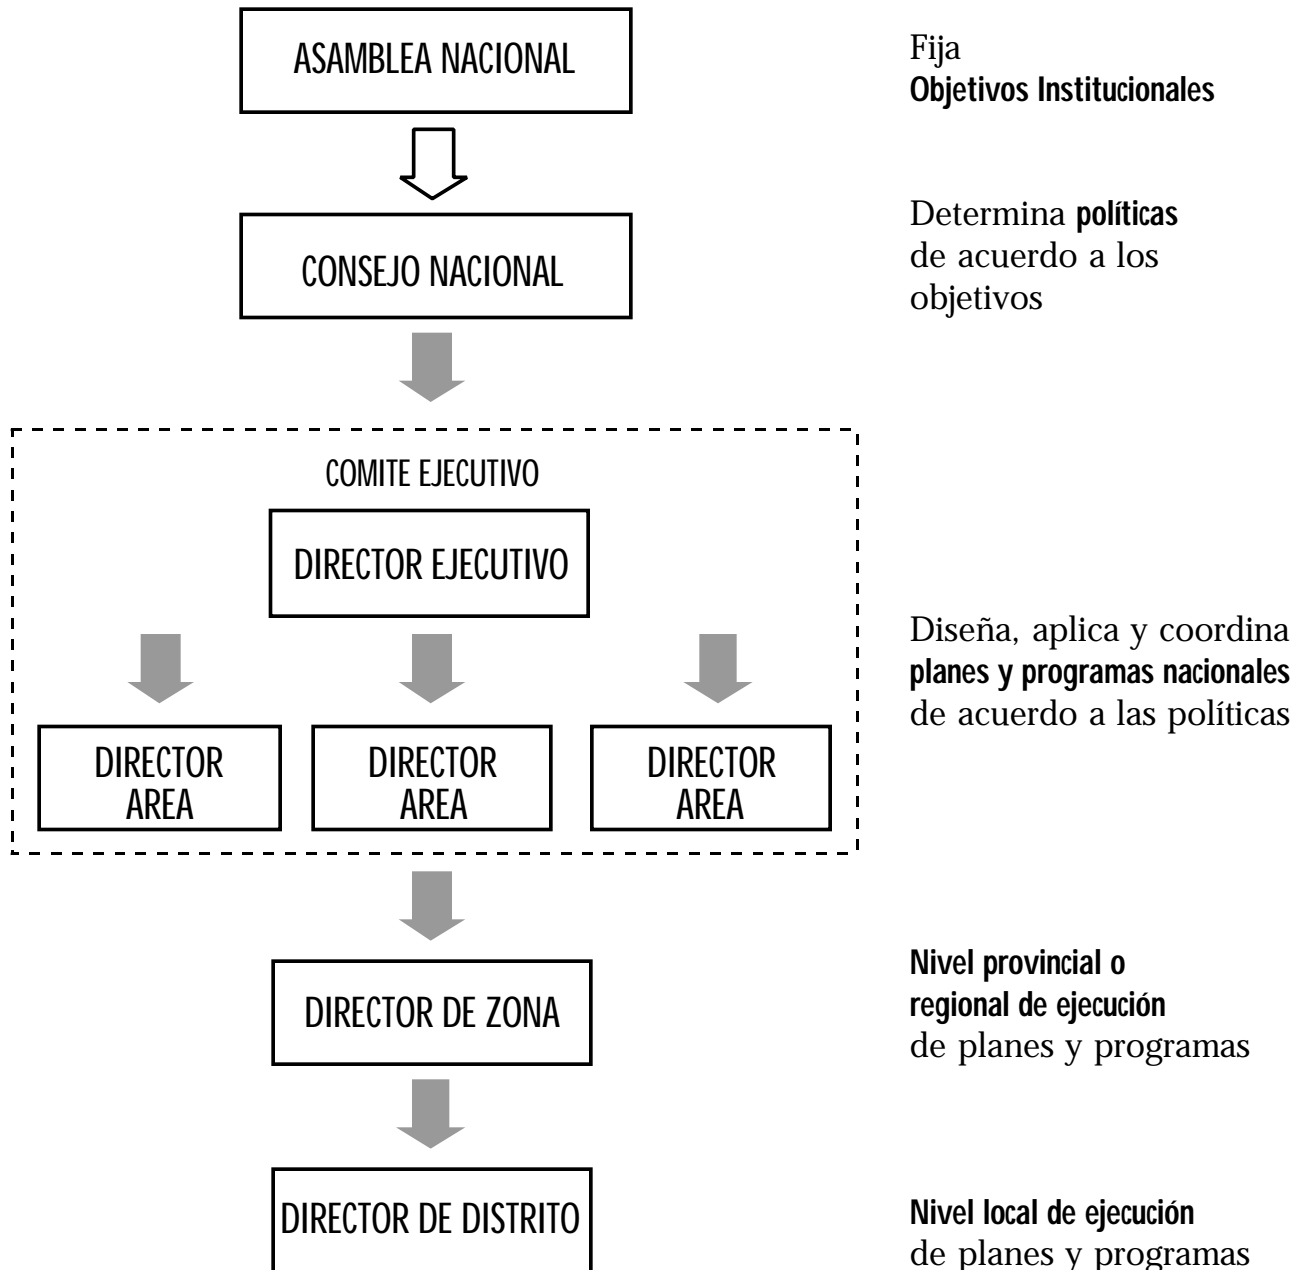 ASAMBLEA NACIONAL
Fija
Objetivos Institucionales
CONSEJO NACIONAL
Determina políticas
de acuerdo a los
objetivos
COMITE EJECUTIVO
DIRECTOR EJECUTIVO
DIRECTOR
AREA
DIRECTOR
AREA
DIRECTOR
AREA
Diseña, aplica y coordina
planes y programas nacionales
de acuerdo a las políticas
DIRECTOR DE ZONA
Nivel provincial o
regional de ejecución
de planes y programas
DIRECTOR DE DISTRITO
Nivel local de ejecución
de planes y programas